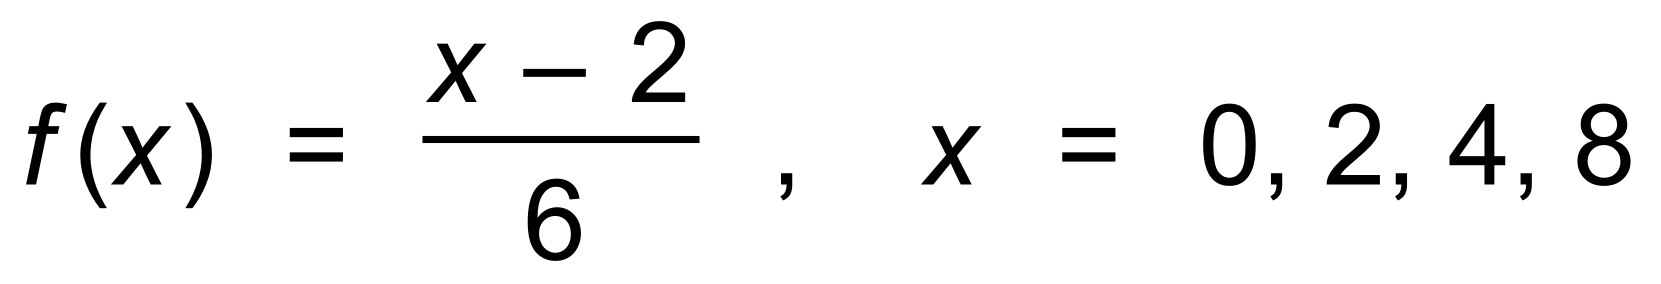 f(x) = x – 2 / 6 , x = 0, 2, 4, 8